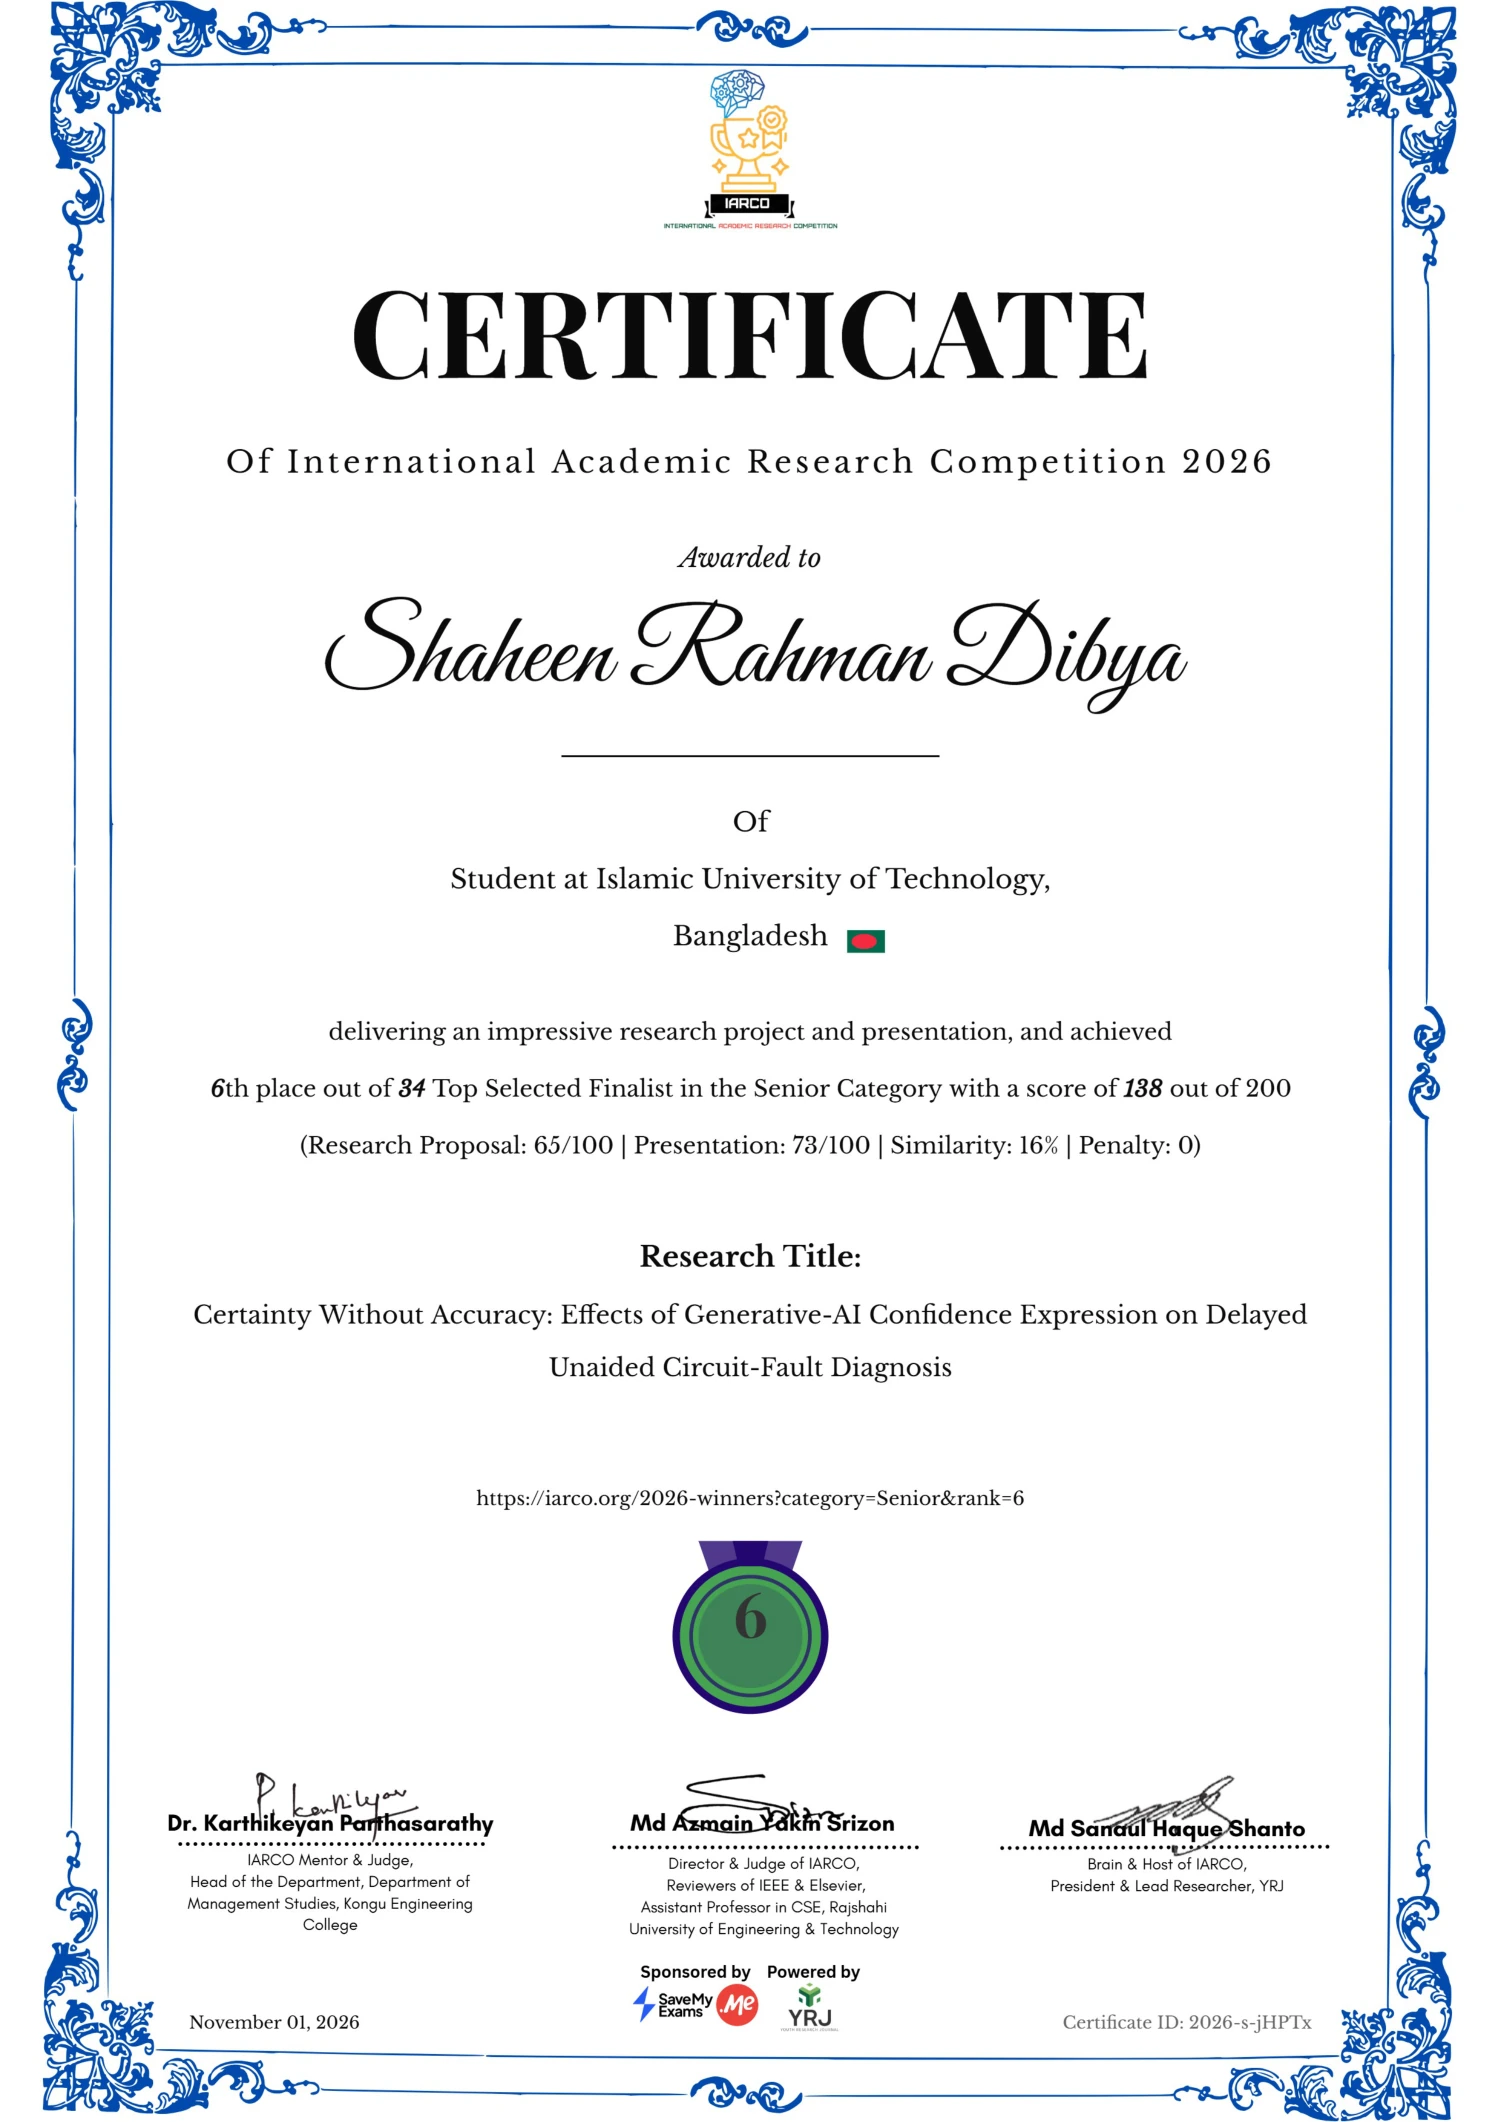 IARCO
INTERNATIONAL ACADEMIC RESEARCH COMPETITION
CERTIFICATE
Of International Academic Research Competition 2026
Awarded to
Shaheen Rahman Dibya
Of
Student at Islamic University of Technology,
Bangladesh
delivering an impressive research project and presentation, and achieved
6th place out of 34 Top Selected Finalist in the Senior Category with a score of 138 out of 200
(Research Proposal: 65/100 | Presentation: 73/100 | Similarity: 16% | Penalty: 0)
Research Title:
Certainty Without Accuracy: Effects of Generative-AI Confidence Expression on Delayed
Unaided Circuit-Fault Diagnosis
https://iarco.org/2026-winners?category=Senior&rank=6
6
P. Karthikeyan
Dr. Karthikeyan Parthasarathy
IARCO Mentor & Judge,
Head of the Department, Department of
Management Studies, Kongu Engineering
College
Srizon
Md Azmain Yakin Srizon
Director & Judge of IARCO,
Reviewers of IEEE & Elsevier,
Assistant Professor in CSE, Rajshahi
University of Engineering & Technology
Md Sanaul Haque Shanto
Brain & Host of IARCO,
President & Lead Researcher, YRJ
Sponsored by Powered by
SaveMy
Exams
.Me
YRJ
November 01, 2026
Certificate ID: 2026-s-jHPTx